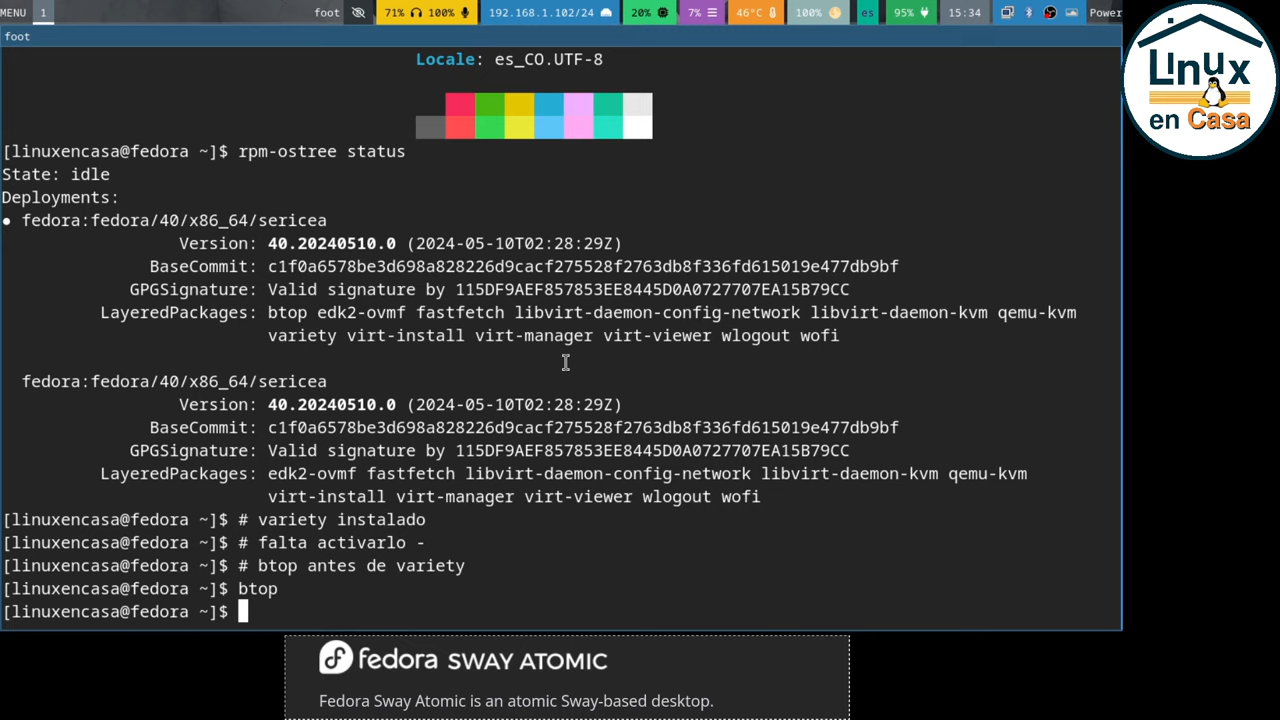 MENU 1 foot 71% 100% 192.168.1.102/24 20% 7% 46°C 100% es 95% 15:34 Power
foot
Linux
en Casa
Locale: es_CO.UTF-8
[linuxencasa@fedora ~]$ rpm-ostree status
State: idle
Deployments:
● fedora:fedora/40/x86_64/sericea
Version: 40.20240510.0 (2024-05-10T02:28:29Z)
BaseCommit: c1f0a6578be3d698a828226d9cacf275528f2763db8f336fd615019e477db9bf
GPGSignature: Valid signature by 115DF9AEF857853EE8445D0A0727707EA15B79CC
LayeredPackages: btop edk2-ovmf fastfetch libvirt-daemon-config-network libvirt-daemon-kvm qemu-kvm
variety virt-install virt-manager virt-viewer wlogout wofi
fedora:fedora/40/x86_64/sericea
Version: 40.20240510.0 (2024-05-10T02:28:29Z)
BaseCommit: c1f0a6578be3d698a828226d9cacf275528f2763db8f336fd615019e477db9bf
GPGSignature: Valid signature by 115DF9AEF857853EE8445D0A0727707EA15B79CC
LayeredPackages: edk2-ovmf fastfetch libvirt-daemon-config-network libvirt-daemon-kvm qemu-kvm
virt-install virt-manager virt-viewer wlogout wofi
[linuxencasa@fedora ~]$ # variety instalado
[linuxencasa@fedora ~]$ # falta activarlo -
[linuxencasa@fedora ~]$ # btop antes de variety
[linuxencasa@fedora ~]$ btop
[linuxencasa@fedora ~]$
fedora SWAY ATOMIC
Fedora Sway Atomic is an atomic Sway-based desktop.